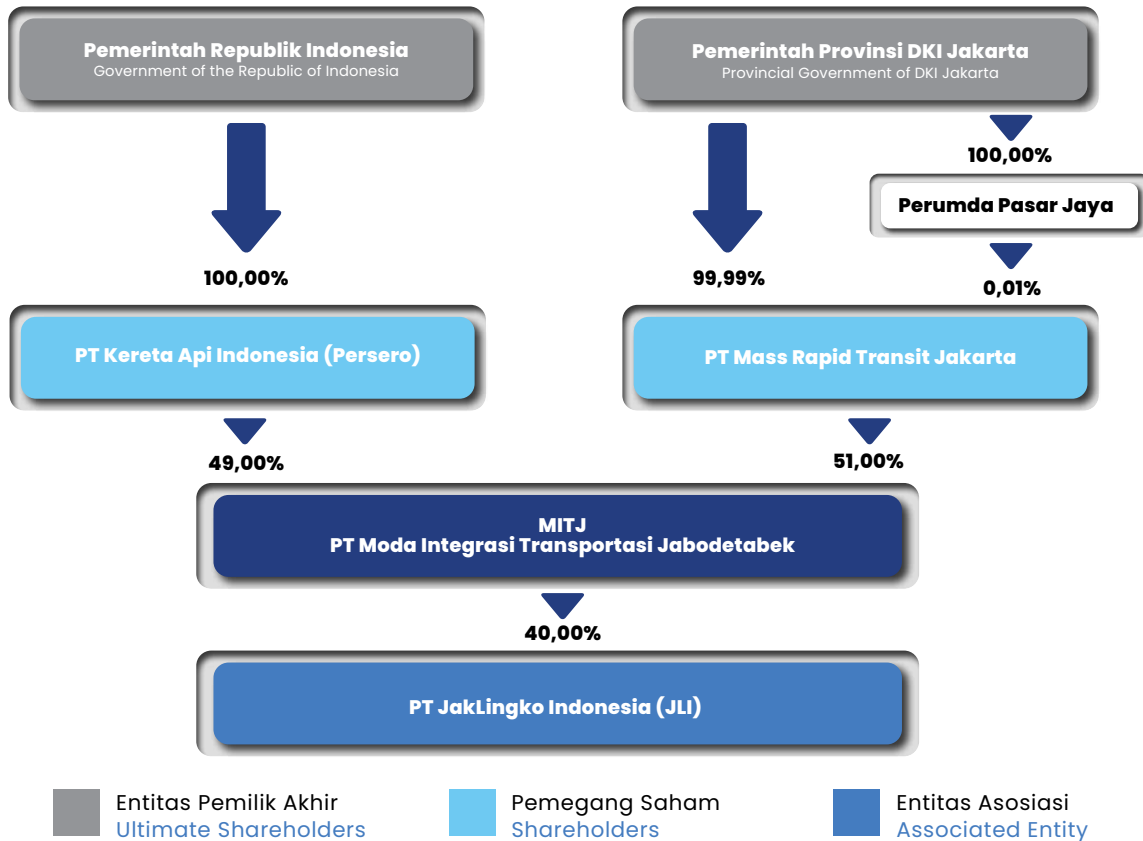 Pemerintah Republik Indonesia
Government of the Republic of Indonesia
Pemerintah Provinsi DKI Jakarta
Provincial Government of DKI Jakarta
100,00%
Perumda Pasar Jaya
100,00%
99,99%
0,01%
PT Kereta Api Indonesia (Persero)
PT Mass Rapid Transit Jakarta
49,00%
51,00%
MITJ
PT Moda Integrasi Transportasi Jabodetabek
40,00%
PT JakLingko Indonesia (JLI)
Entitas Pemilik Akhir
Ultimate Shareholders
Pemegang Saham
Shareholders
Entitas Asosiasi
Associated Entity